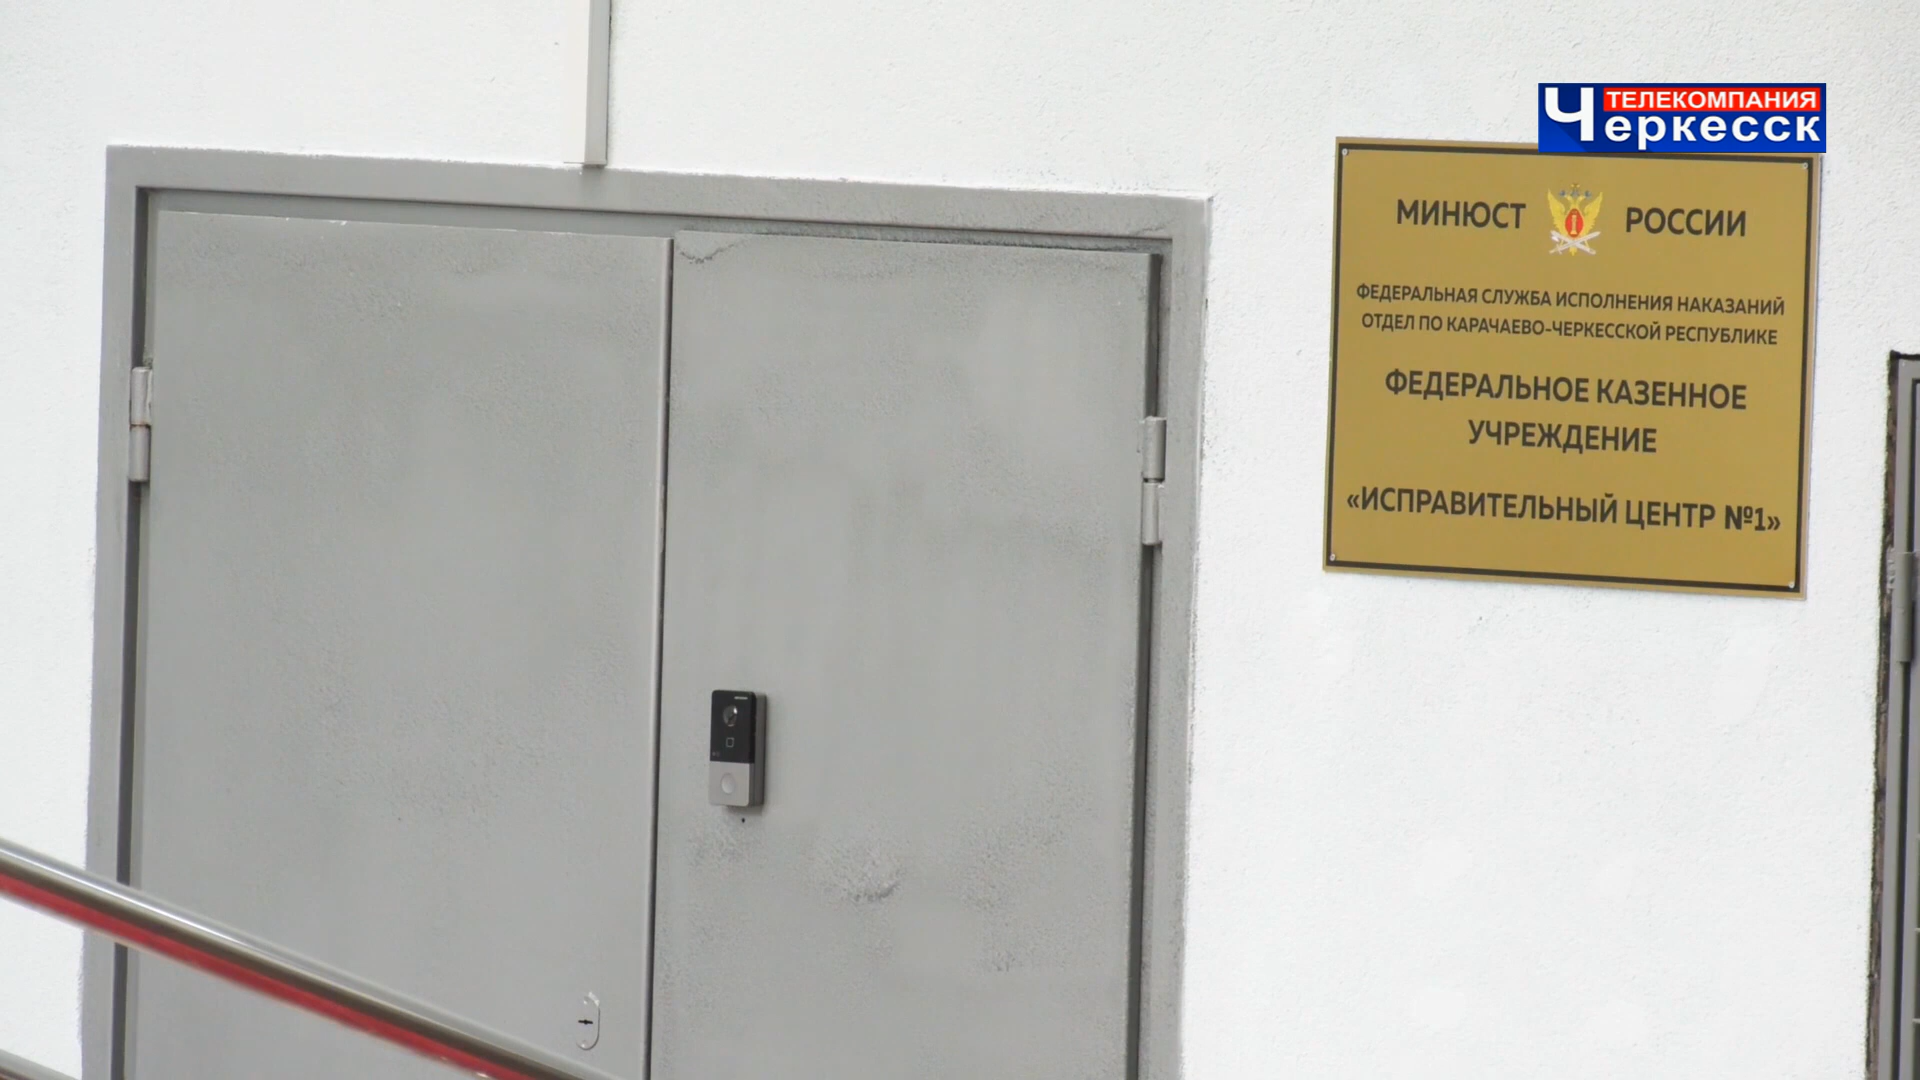 ТЕЛЕКОМПАНИЯ
Черкесск
МИНЮСТ РОССИИ
ФЕДЕРАЛЬНАЯ СЛУЖБА ИСПОЛНЕНИЯ НАКАЗАНИЙ
ОТДЕЛ ПО КАРАЧАЕВО-ЧЕРКЕССКОЙ РЕСПУБЛИКЕ
ФЕДЕРАЛЬНОЕ КАЗЕННОЕ
УЧРЕЖДЕНИЕ
«ИСПРАВИТЕЛЬНЫЙ ЦЕНТР №1»